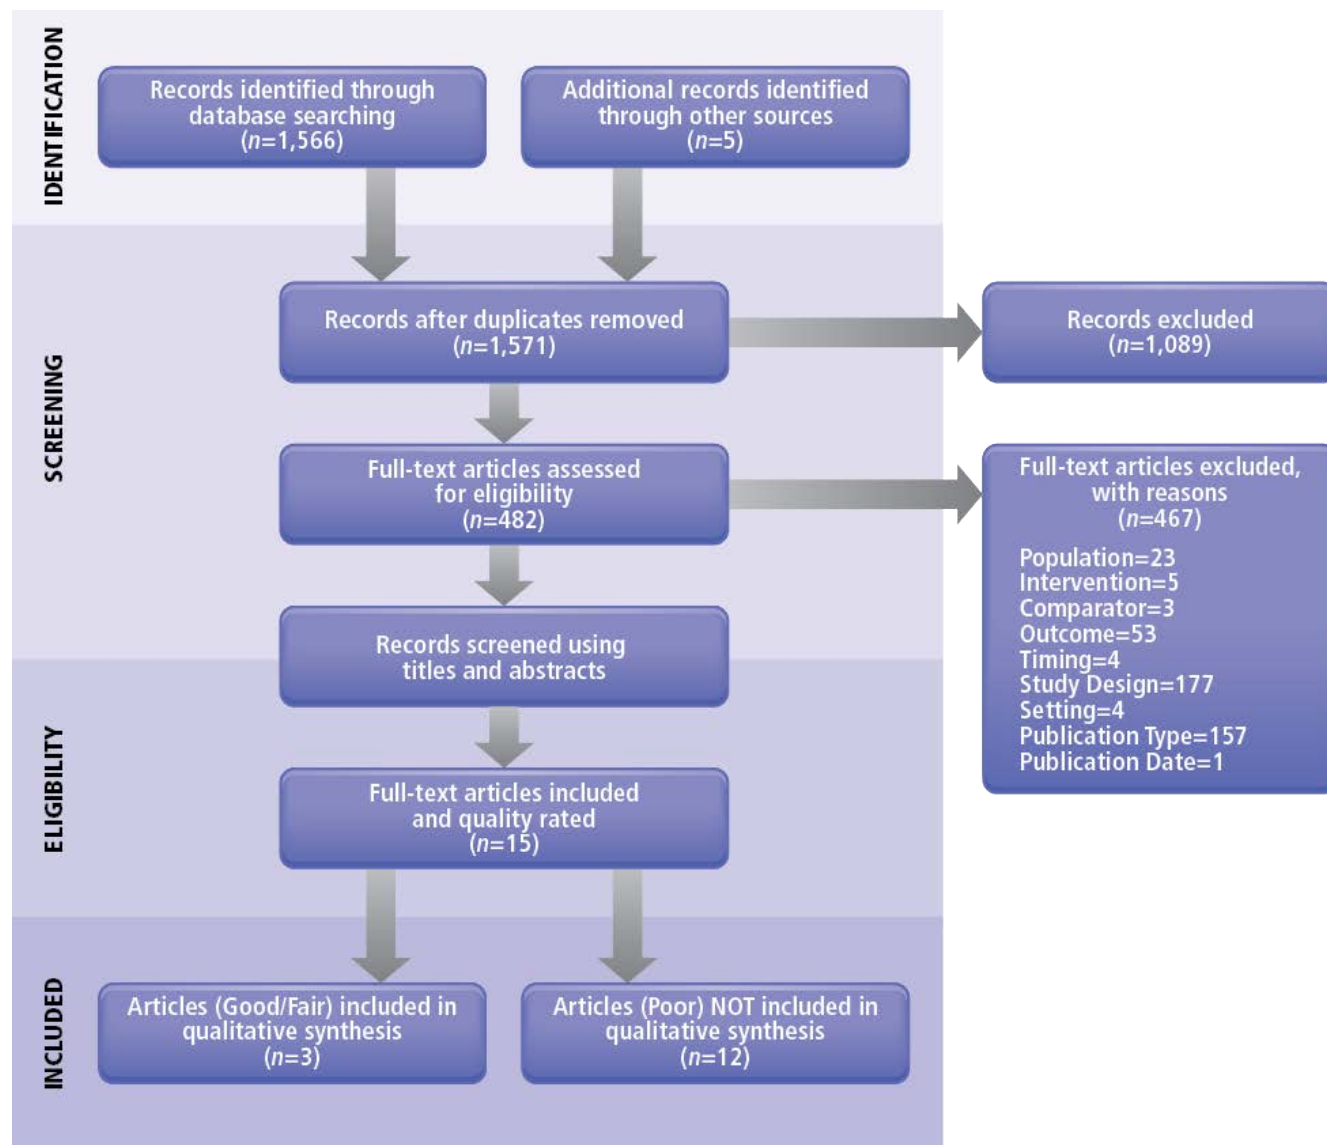 IDENTIFICATION
Records identified through
database searching
(n=1,566)
Additional records identified
through other sources
(n=5)
SCREENING
Records after duplicates removed
(n=1,571)
Records excluded
(n=1,089)
Full-text articles assessed
for eligibility
(n=482)
Full-text articles excluded,
with reasons
(n=467)
Population=23
Intervention=5
Comparator=3
Outcome=53
Timing=4
Study Design=177
Setting=4
Publication Type=157
Publication Date=1
Records screened using
titles and abstracts
ELIGIBILITY
Full-text articles included
and quality rated
(n=15)
INCLUDED
Articles (Good/Fair) included in
qualitative synthesis
(n=3)
Articles (Poor) NOT included in
qualitative synthesis
(n=12)